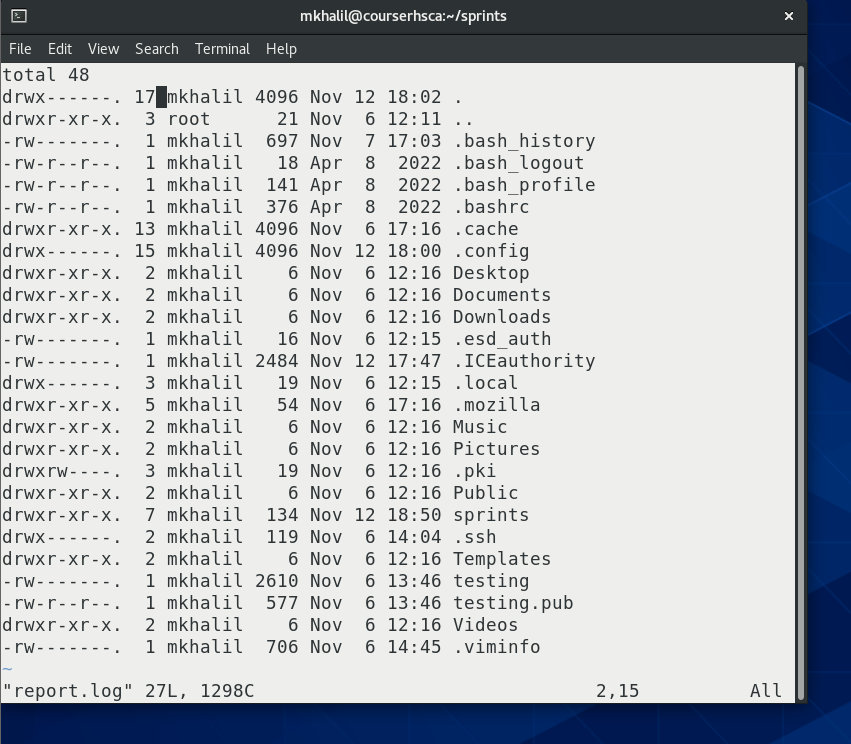 mkhalil@courserhsca:~/sprints ×
File Edit View Search Terminal Help
total 48
drwx------. 17 mkhalil 4096 Nov 12 18:02 .
drwxr-xr-x.  3 root      21 Nov  6 12:11 ..
-rw-------.  1 mkhalil  697 Nov  7 17:03 .bash_history
-rw-r--r--.  1 mkhalil   18 Apr  8  2022 .bash_logout
-rw-r--r--.  1 mkhalil  141 Apr  8  2022 .bash_profile
-rw-r--r--.  1 mkhalil  376 Apr  8  2022 .bashrc
drwxr-xr-x. 13 mkhalil 4096 Nov  6 17:16 .cache
drwx------. 15 mkhalil 4096 Nov 12 18:00 .config
drwxr-xr-x.  2 mkhalil    6 Nov  6 12:16 Desktop
drwxr-xr-x.  2 mkhalil    6 Nov  6 12:16 Documents
drwxr-xr-x.  2 mkhalil    6 Nov  6 12:16 Downloads
-rw-------.  1 mkhalil   16 Nov  6 12:15 .esd_auth
-rw-------.  1 mkhalil 2484 Nov 12 17:47 .ICEauthority
drwx------.  3 mkhalil   19 Nov  6 12:15 .local
drwxr-xr-x.  5 mkhalil   54 Nov  6 17:16 .mozilla
drwxr-xr-x.  2 mkhalil    6 Nov  6 12:16 Music
drwxr-xr-x.  2 mkhalil    6 Nov  6 12:16 Pictures
drwxrw----.  3 mkhalil   19 Nov  6 12:16 .pki
drwxr-xr-x.  2 mkhalil    6 Nov  6 12:16 Public
drwxr-xr-x.  7 mkhalil  134 Nov 12 18:50 sprints
drwx------.  2 mkhalil  119 Nov  6 14:04 .ssh
drwxr-xr-x.  2 mkhalil    6 Nov  6 12:16 Templates
-rw-------.  1 mkhalil 2610 Nov  6 13:46 testing
-rw-r--r--.  1 mkhalil  577 Nov  6 13:46 testing.pub
drwxr-xr-x.  2 mkhalil    6 Nov  6 12:16 Videos
-rw-------.  1 mkhalil  706 Nov  6 14:45 .viminfo
~
"report.log" 27L, 1298C 2,15 All